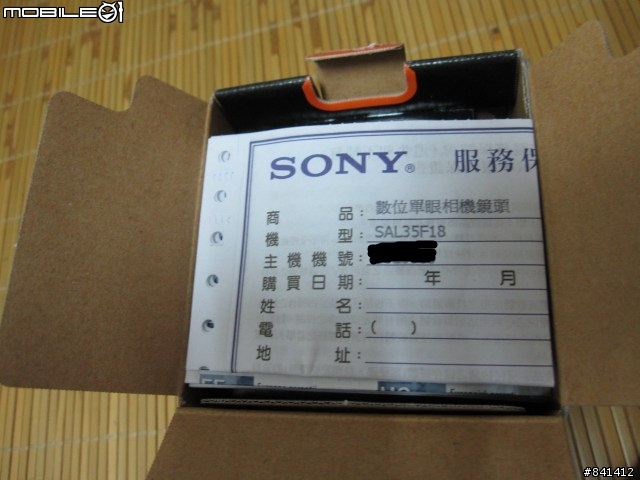 MOBILE01
SONY® 服務保
商 品: 數位單眼相機鏡頭
機 型: SAL35F18
主機機號:
購買日期: 年 月
姓 名:
電 話:( )
地 址:
#841412